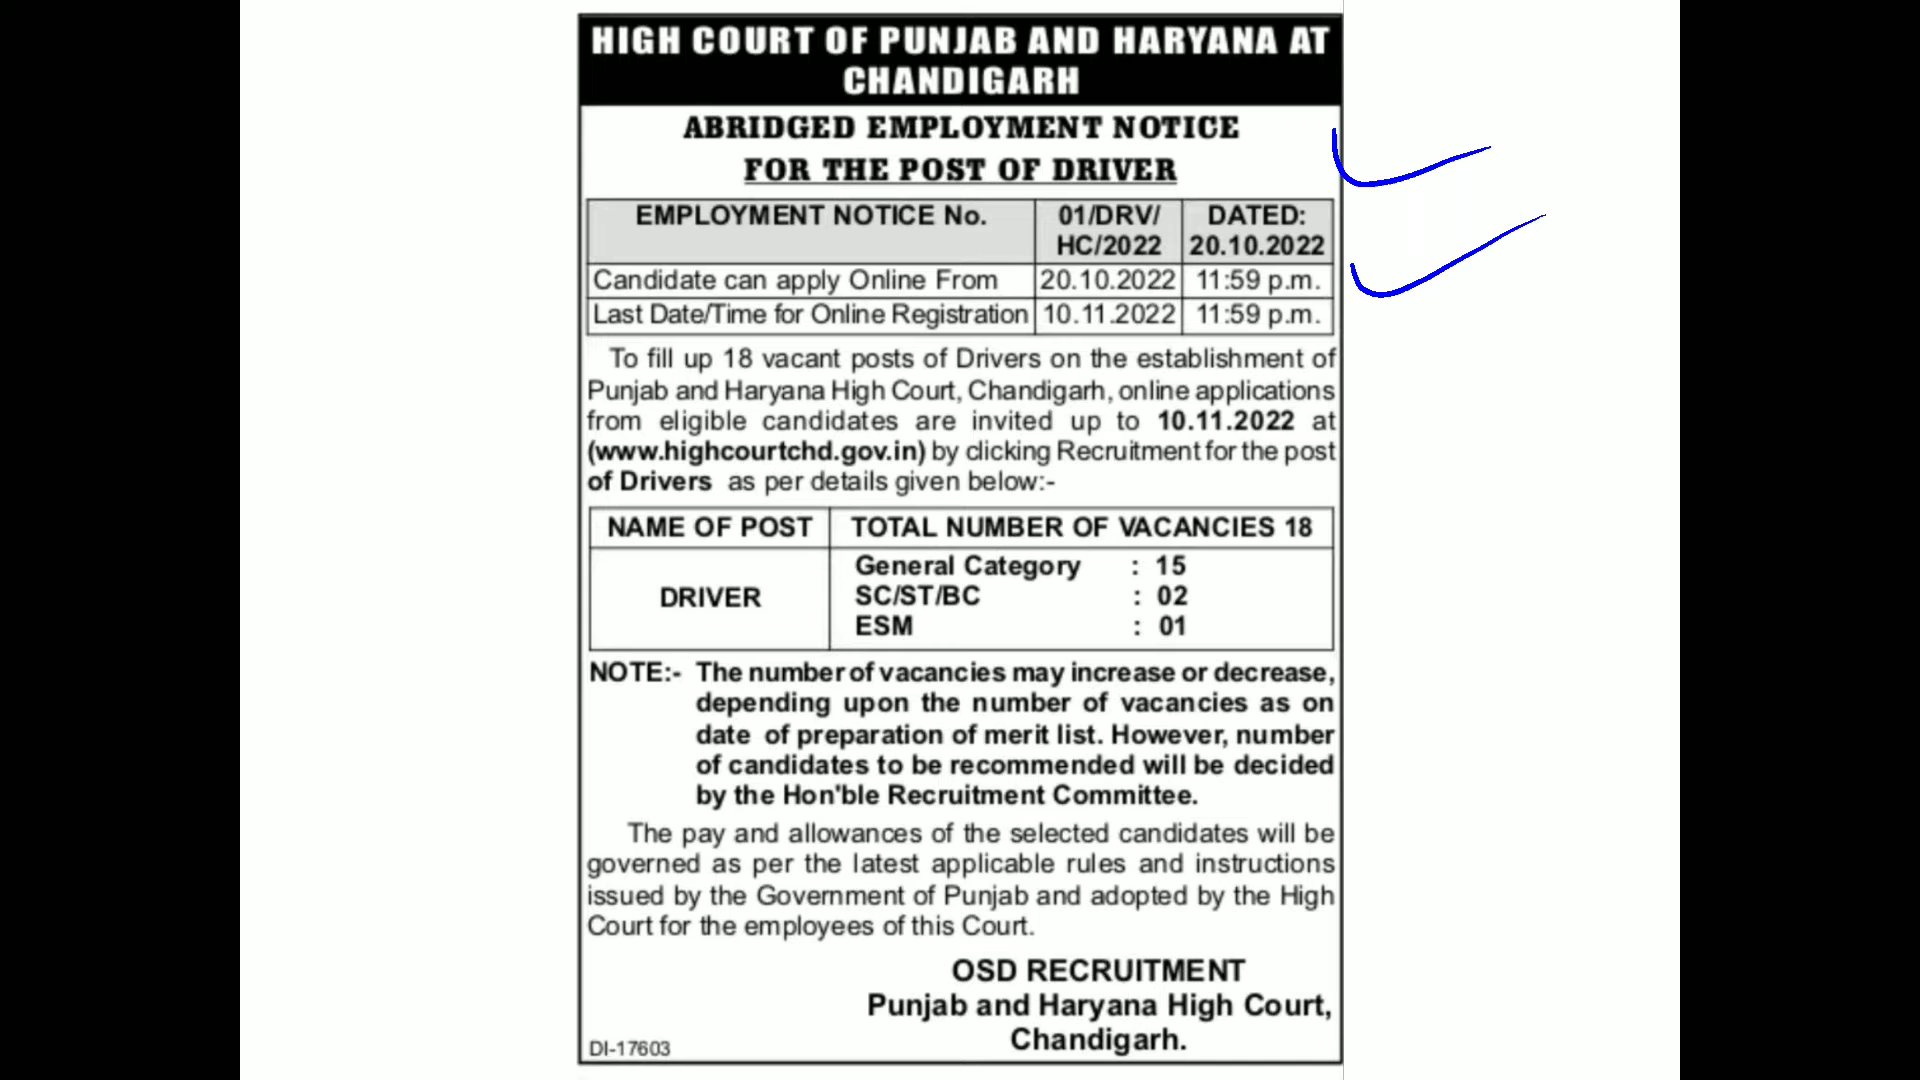 HIGH COURT OF PUNJAB AND HARYANA AT
CHANDIGARH
ABRIDGED EMPLOYMENT NOTICE
FOR THE POST OF DRIVER
EMPLOYMENT NOTICE No. 01/DRV/ DATED:
HC/2022 20.10.2022
Candidate can apply Online From 20.10.2022 11:59 p.m.
Last Date/Time for Online Registration 10.11.2022 11:59 p.m.
To fill up 18 vacant posts of Drivers on the establishment of
Punjab and Haryana High Court, Chandigarh, online applications
from eligible candidates are invited up to 10.11.2022 at
(www.highcourtchd.gov.in) by clicking Recruitment for the post
of Drivers as per details given below:-
NAME OF POST TOTAL NUMBER OF VACANCIES 18
General Category : 15
DRIVER SC/ST/BC : 02
ESM : 01
NOTE:- The number of vacancies may increase or decrease,
depending upon the number of vacancies as on
date of preparation of merit list. However, number
of candidates to be recommended will be decided
by the Hon'ble Recruitment Committee.
The pay and allowances of the selected candidates will be
governed as per the latest applicable rules and instructions
issued by the Government of Punjab and adopted by the High
Court for the employees of this Court.
OSD RECRUITMENT
Punjab and Haryana High Court,
Chandigarh.
DI-17603